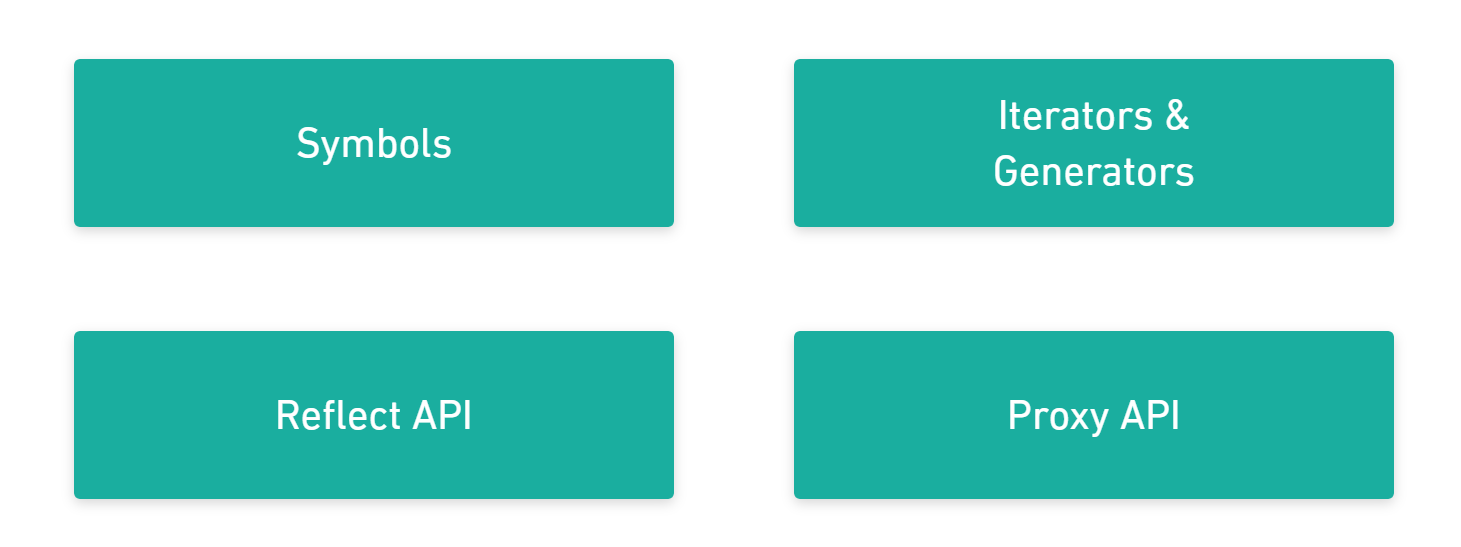 Symbols
Iterators &
Generators
Reflect API
Proxy API